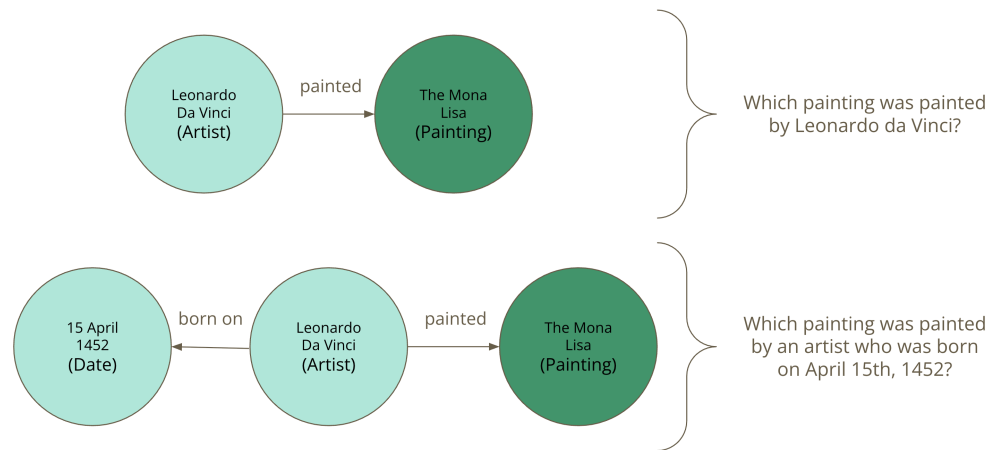 Leonardo
Da Vinci
(Artist)
painted
The Mona
Lisa
(Painting)
Which painting was painted
by Leonardo da Vinci?
15 April
1452
(Date)
born on
Leonardo
Da Vinci
(Artist)
painted
The Mona
Lisa
(Painting)
Which painting was painted
by an artist who was born
on April 15th, 1452?